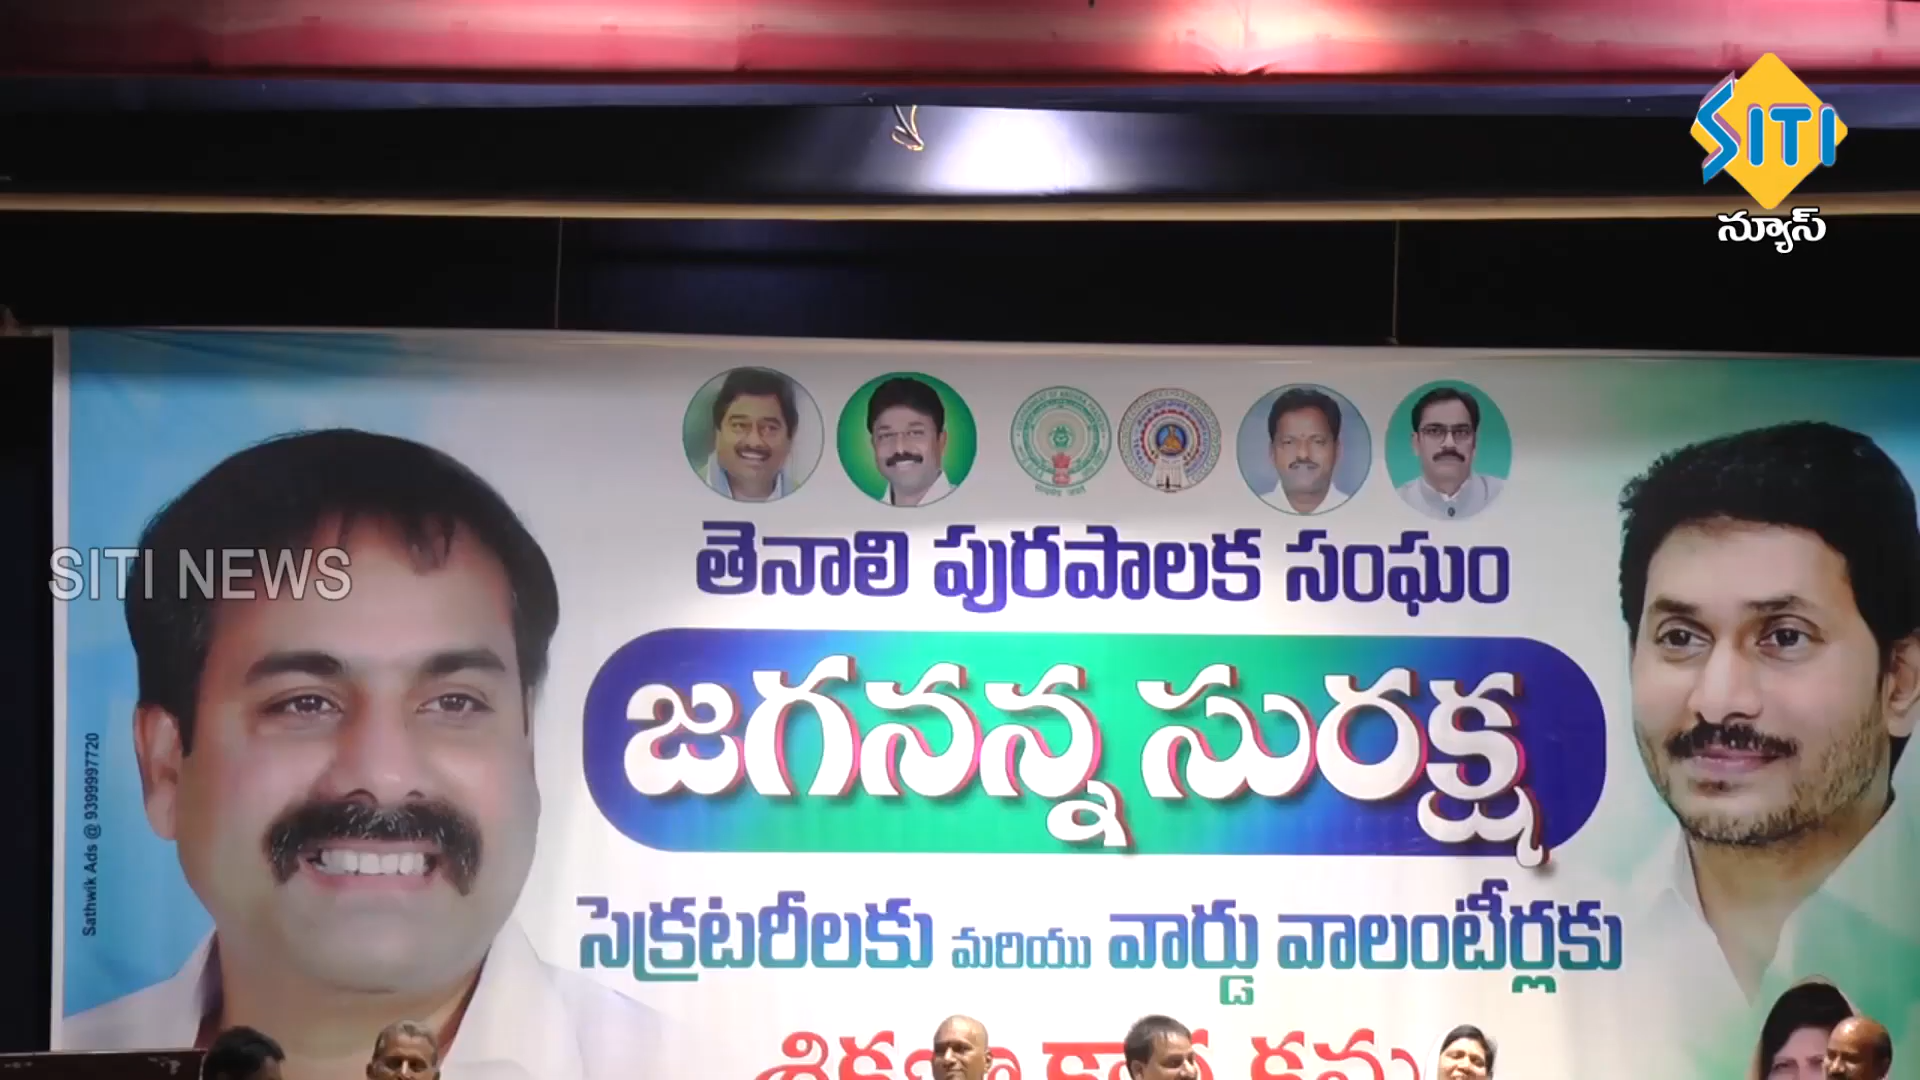 SITI
న్యూస్
తెనాలి పురపాలక సంఘం
SITI NEWS
జగనన్న సురక్ష
Sathwik Ads @ 9399997720
సెక్రటరీలకు మరియు వార్డు వాలంటీర్లకు